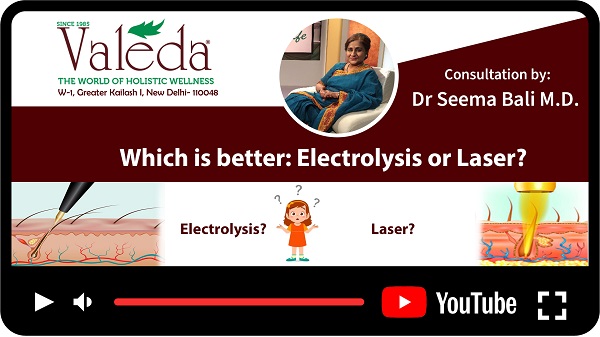 SINCE 1985
Valeda®
THE WORLD OF HOLISTIC WELLNESS
W-1, Greater Kailash I, New Delhi- 110048
Consultation by:
Dr Seema Bali M.D.
Which is better: Electrolysis or Laser?
Electrolysis?
? ? ?
Laser?
YouTube